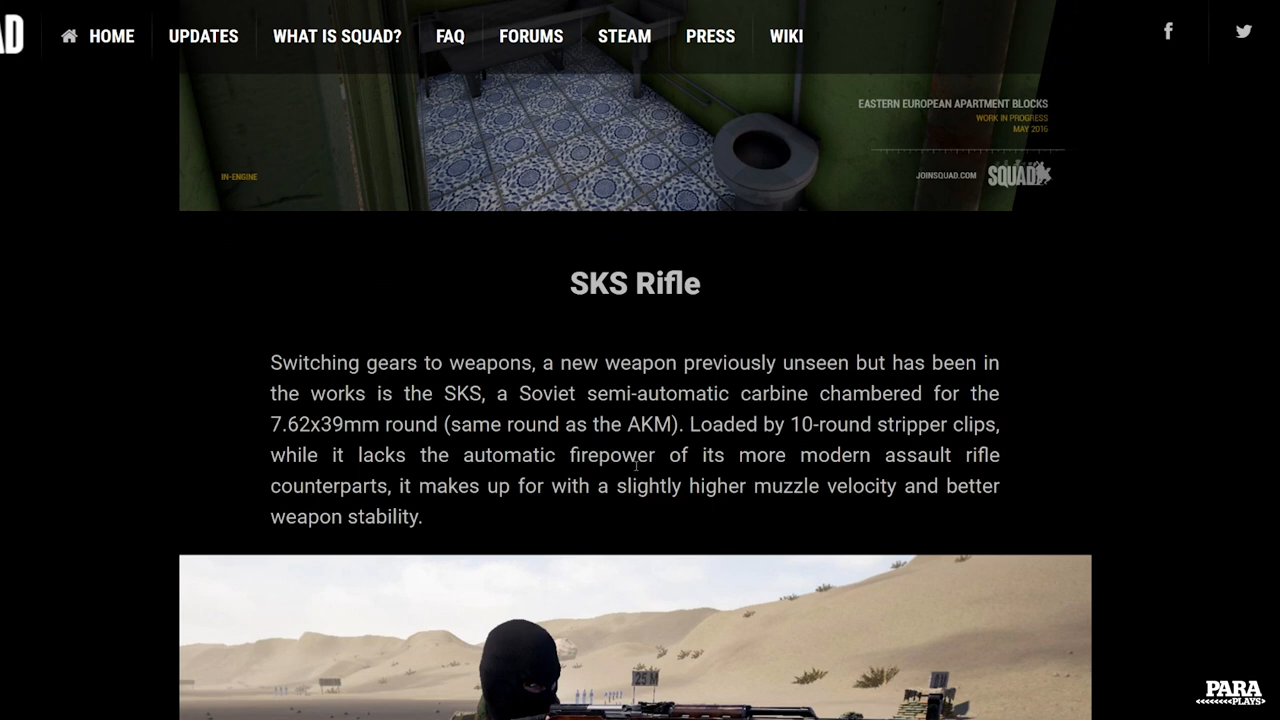 AD
HOME
UPDATES
WHAT IS SQUAD?
FAQ
FORUMS
STEAM
PRESS
WIKI
EASTERN EUROPEAN APARTMENT BLOCKS
WORK IN PROGRESS
MAY 2016
IN-ENGINE
JOINSQUAD.COM
SQUAD
SKS Rifle
Switching gears to weapons, a new weapon previously unseen but has been in
the works is the SKS, a Soviet semi-automatic carbine chambered for the
7.62x39mm round (same round as the AKM). Loaded by 10-round stripper clips,
while it lacks the automatic firepower of its more modern assault rifle
counterparts, it makes up for with a slightly higher muzzle velocity and better
weapon stability.
25 M
PARA
PLAYS